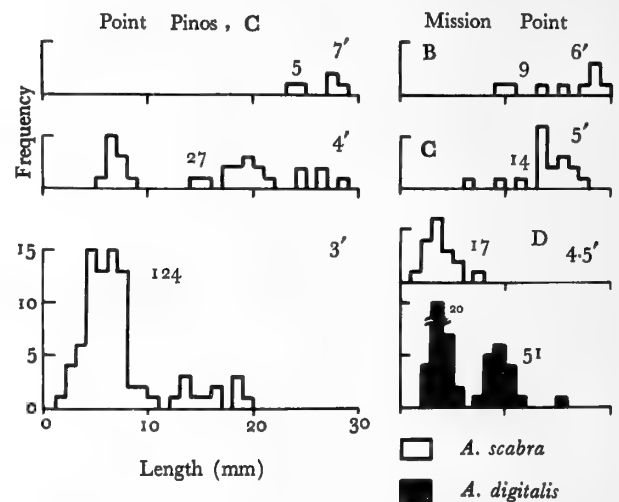 Point Pinos, C
Mission Point
7'
5
B
6'
9
Frequency
4'
27
C
5'
14
3'
124
15
10
5
0
D
4·5'
17
20
51
0 10 20 30
Length (mm)
A. scabra
A. digitalis